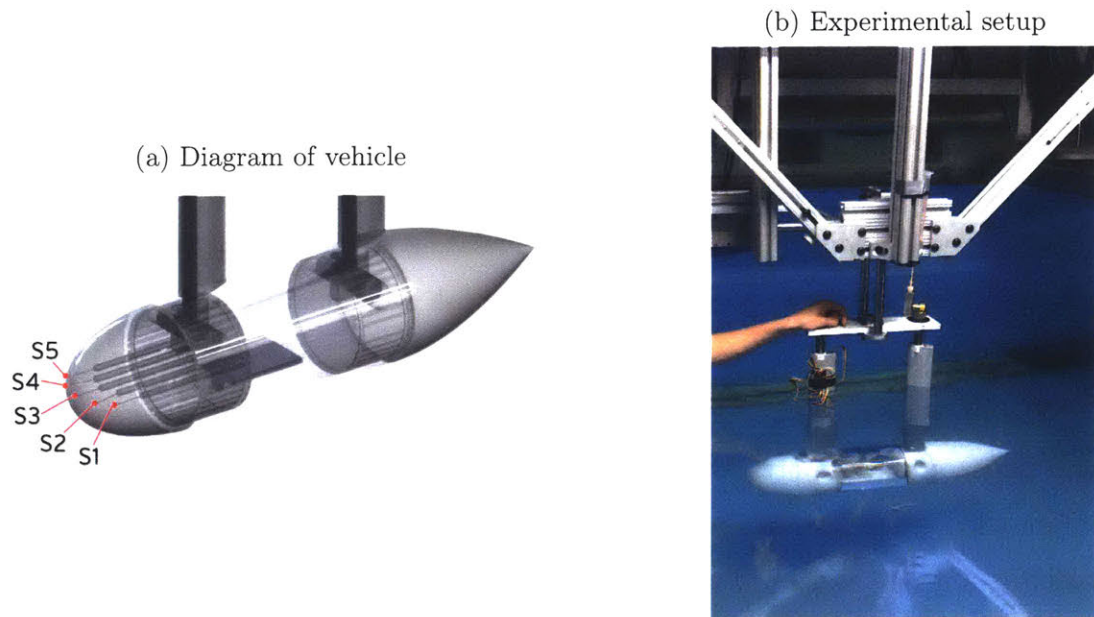 (b) Experimental setup
(a) Diagram of vehicle
S5
S4
S3
S2
S1